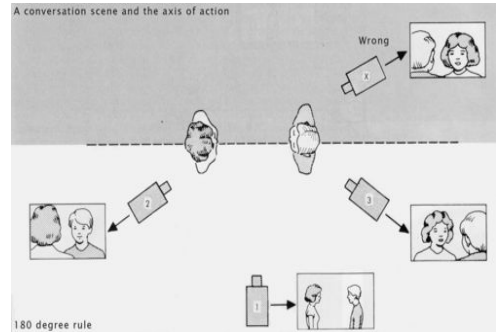 A conversation scene and the axis of action
Wrong
x
2
3
1
180 degree rule